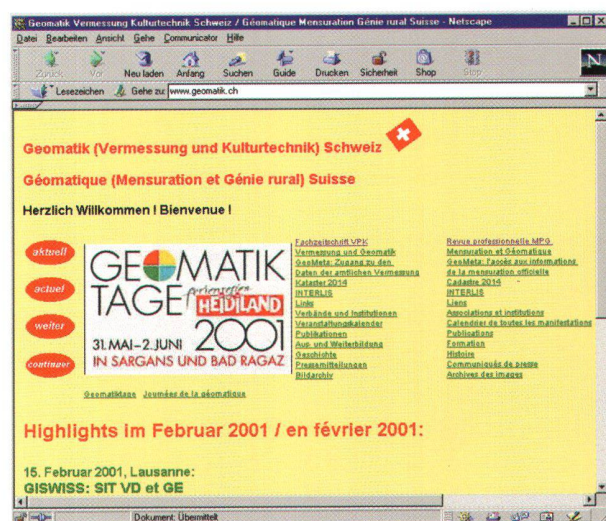 Geomatik Vermessung Kulturtechnik Schweiz / Géomatique Mensuration Génie rural Suisse - Netscape
Datei Bearbeiten Ansicht Gehe Communicator Hilfe
Zurück Vor Neu laden Anfang Suchen Guide Drucken Sicherheit Shop Stop
N
Lesezeichen Gehe zu: www.geomatik.ch
Geomatik (Vermessung und Kulturtechnik) Schweiz
Géomatique (Mensuration et Génie rural) Suisse
Herzlich Willkommen ! Bienvenue !
aktuell
actuel
weiter
continuer
GEOMATIK
TAGE Ferienregion HEIDILAND
31. MAI–2. JUNI 2001
IN SARGANS UND BAD RAGAZ
Geomatiktage Journées de la géomatique
Fachzeitschrift VPK
Vermessung und Geomatik
GeoMeta: Zugang zu den
Daten der amtlichen Vermessung
Kataster 2014
INTERLIS
Links
Verbände und Institutionen
Veranstaltungskalender
Publikationen
Aus- und Weiterbildung
Geschichte
Pressemitteilungen
Bildarchiv
Revue professionnelle MPG
Mensuration et Géomatique
GeoMeta: l'accès aux informations
de la mensuration officielle
Cadastre 2014
INTERLIS
Liens
Associations et institutions
Calendrier de toutes les manifestations
Publications
Formation
Histoire
Communiqués de presse
Archives des images
Highlights im Februar 2001 / en février 2001:
15. Februar 2001, Lausanne:
GISWISS: SIT VD et GE
Dokument: Übermittelt